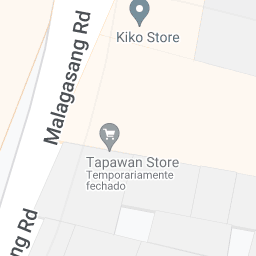 Malagasang Rd
Kiko Store
Tapawan Store
Temporariamente
fechado
ng Rd